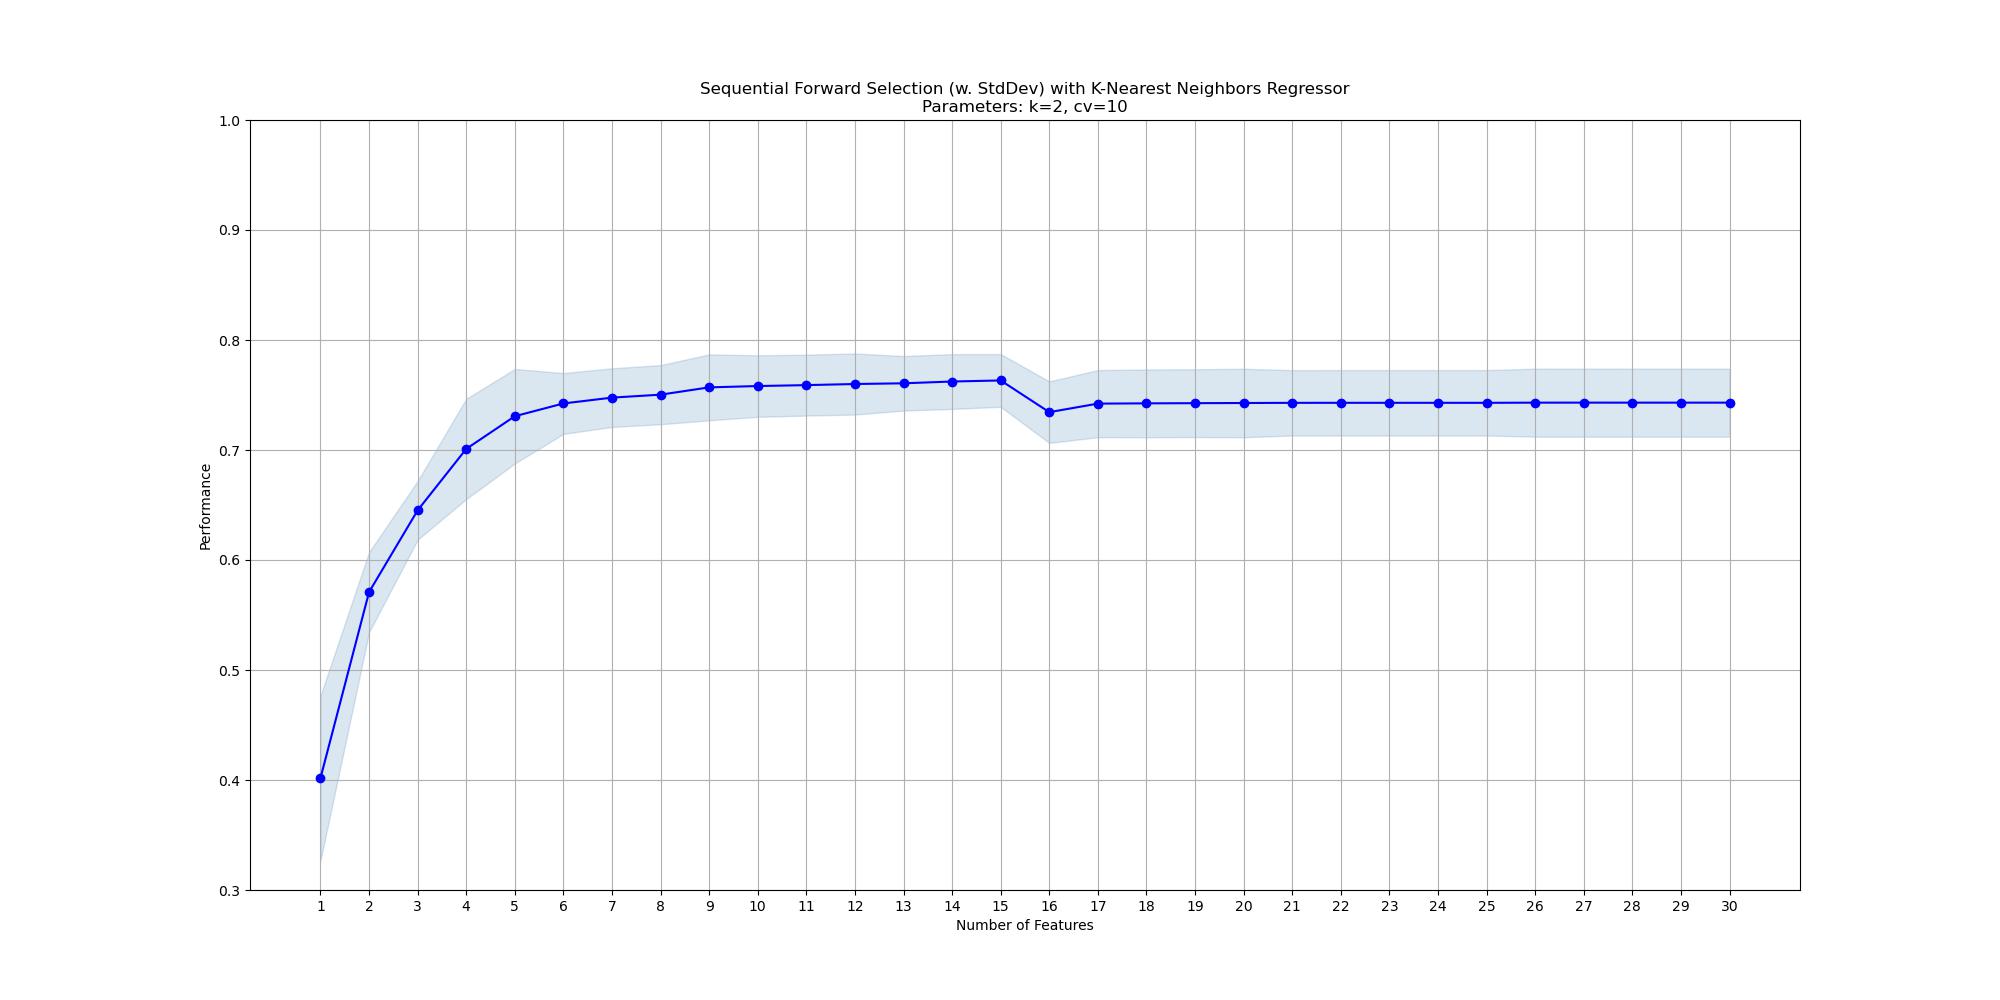 Sequential Forward Selection (w. StdDev) with K-Nearest Neighbors Regressor
Parameters: k=2, cv=10
1.0
0.9
0.8
0.7
0.6
0.5
0.4
0.3
Performance
1 2 3 4 5 6 7 8 9 10 11 12 13 14 15 16 17 18 19 20 21 22 23 24 25 26 27 28 29 30
Number of Features